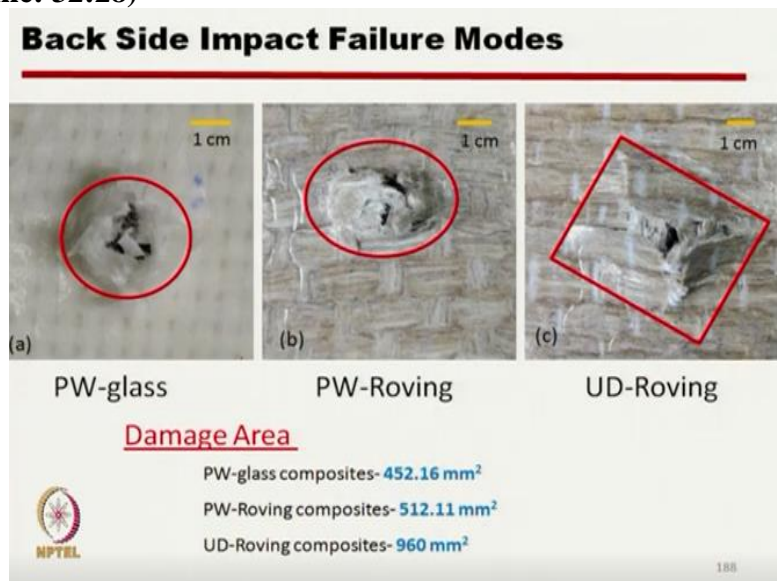 Back Side Impact Failure Modes
1 cm
1 cm
1 cm
(a)
(b)
(c)
PW-glass
PW-Roving
UD-Roving
Damage Area
PW-glass composites- 452.16 mm²
PW-Roving composites- 512.11 mm²
UD-Roving composites- 960 mm²
NPTEL
188